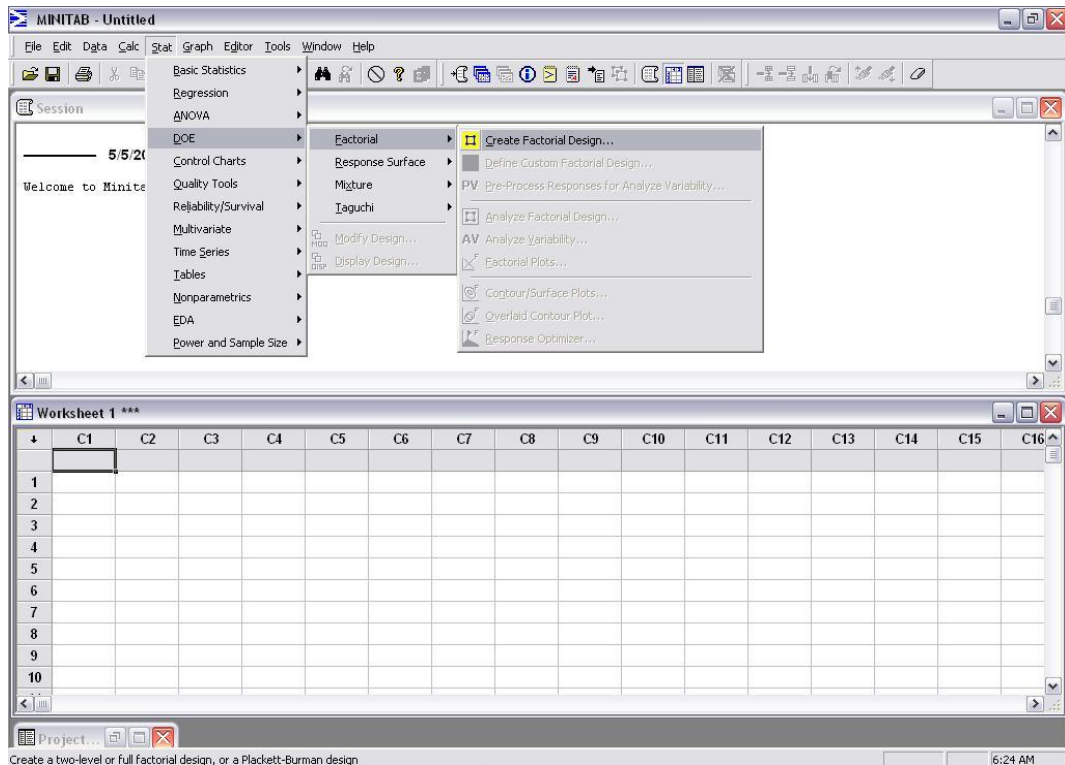 MINITAB - Untitled
File Edit Data Calc Stat Graph Editor Tools Window Help
Session
5/5/20
Welcome to Minita
Basic Statistics
Regression
ANOVA
DOE
Control Charts
Quality Tools
Reliability/Survival
Multivariate
Time Series
Tables
Nonparametrics
EDA
Power and Sample Size
Factorial
Response Surface
Mixture
Taguchi
MOD Modify Design...
DISP Display Design...
Create Factorial Design...
Define Custom Factorial Design...
PV Pre-Process Responses for Analyze Variability...
Analyze Factorial Design...
AV Analyze Variability...
Factorial Plots...
Contour/Surface Plots...
Overlaid Contour Plot...
Response Optimizer...
Worksheet 1 ***
C1 C2 C3 C4 C5 C6 C7 C8 C9 C10 C11 C12 C13 C14 C15 C16
1
2
3
4
5
6
7
8
9
10
Project...
Create a two-level or full factorial design, or a Plackett-Burman design 6:24 AM